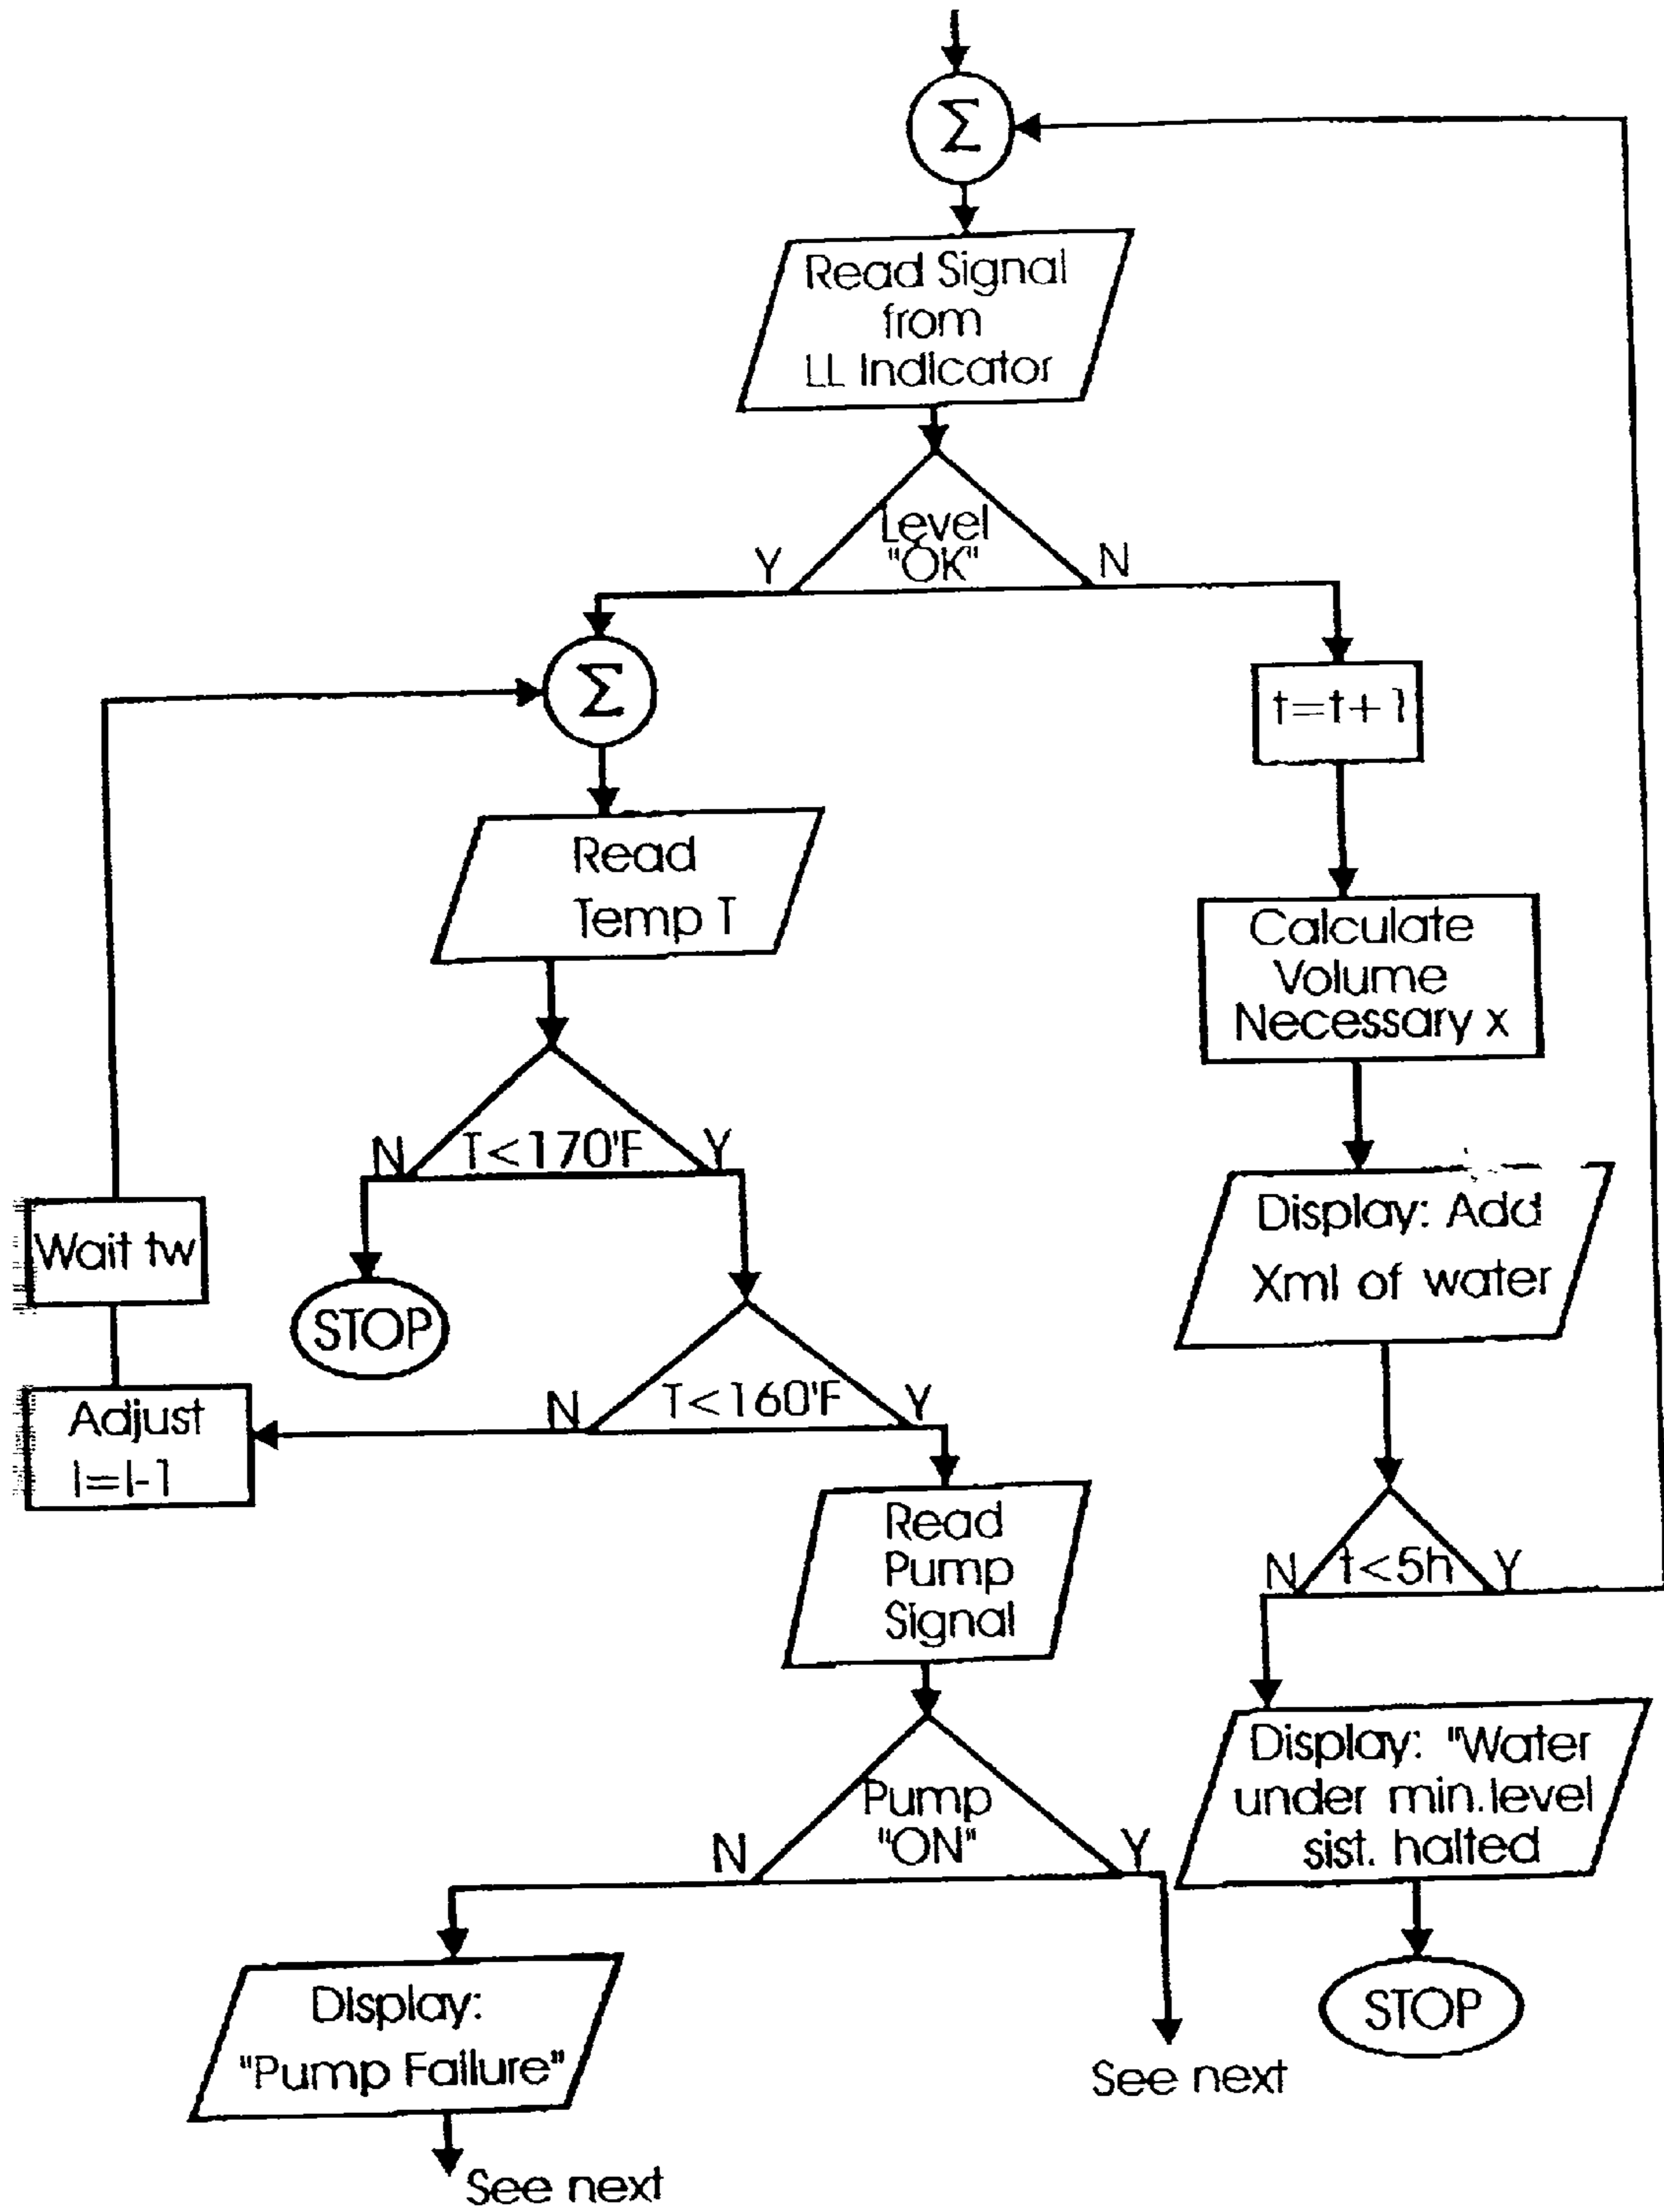 Σ
Read Signal
from
LL Indicator
Level
"OK"
Y
N
Σ
t=t+1
Read
Temp T
Calculate
Volume
Necessary x
N
T<170'F
Y
Display: Add
Xml of water
Wait tw
STOP
N
T<160'F
Y
Adjust
I=I-1
Read
Pump
Signal
N
t<5h
Y
Display: "Water
under min.level
sist. halted
Pump
"ON"
N
Y
STOP
Display:
"Pump Failure"
See next
See next